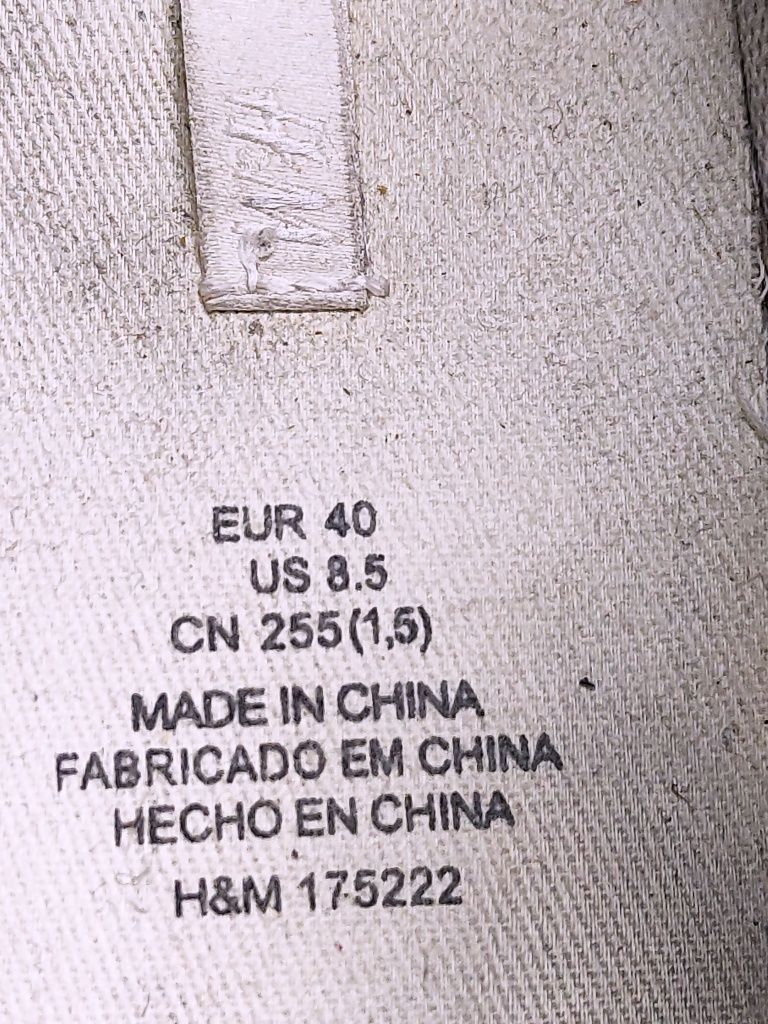 EUR 40
US 8.5
CN 255(1,5)
MADE IN CHINA
FABRICADO EM CHINA
HECHO EN CHINA
H&M 175222